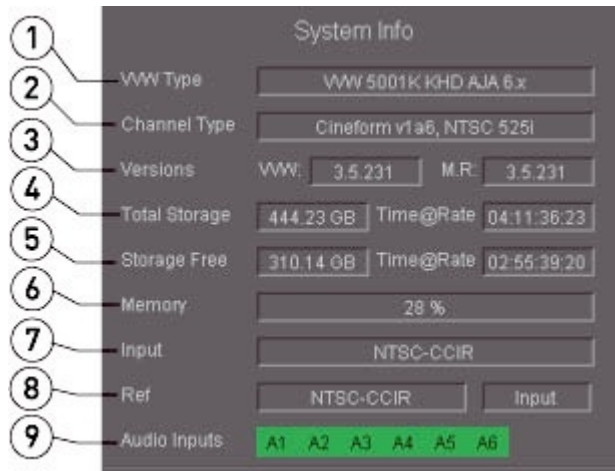 System Info
1 VVW Type VVW 5001K KHD AJA 6.x
2 Channel Type Cineform v1a6, NTSC 525i
3 Versions VVW: 3.5.231 M.R: 3.5.231
4 Total Storage 444.23 GB Time@Rate 04:11:36:23
5 Storage Free 310.14 GB Time@Rate 02:55:39:20
6 Memory 28 %
7 Input NTSC-CCIR
8 Ref NTSC-CCIR Input
9 Audio Inputs A1 A2 A3 A4 A5 A6